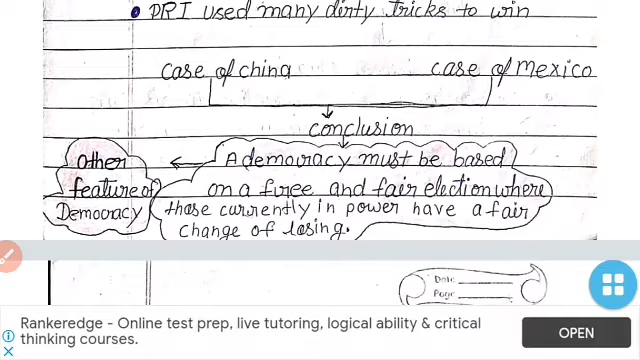 • PRI used many dirty tricks to win
case of china case of mexico
conclusion
A democracy must be based
on a free and fair election where
those currently in power have a fair
change of losing.
Other
feature of
Democracy
Date
Page
Rankeredge - Online test prep, live tutoring, logical ability & critical
thinking courses.
OPEN